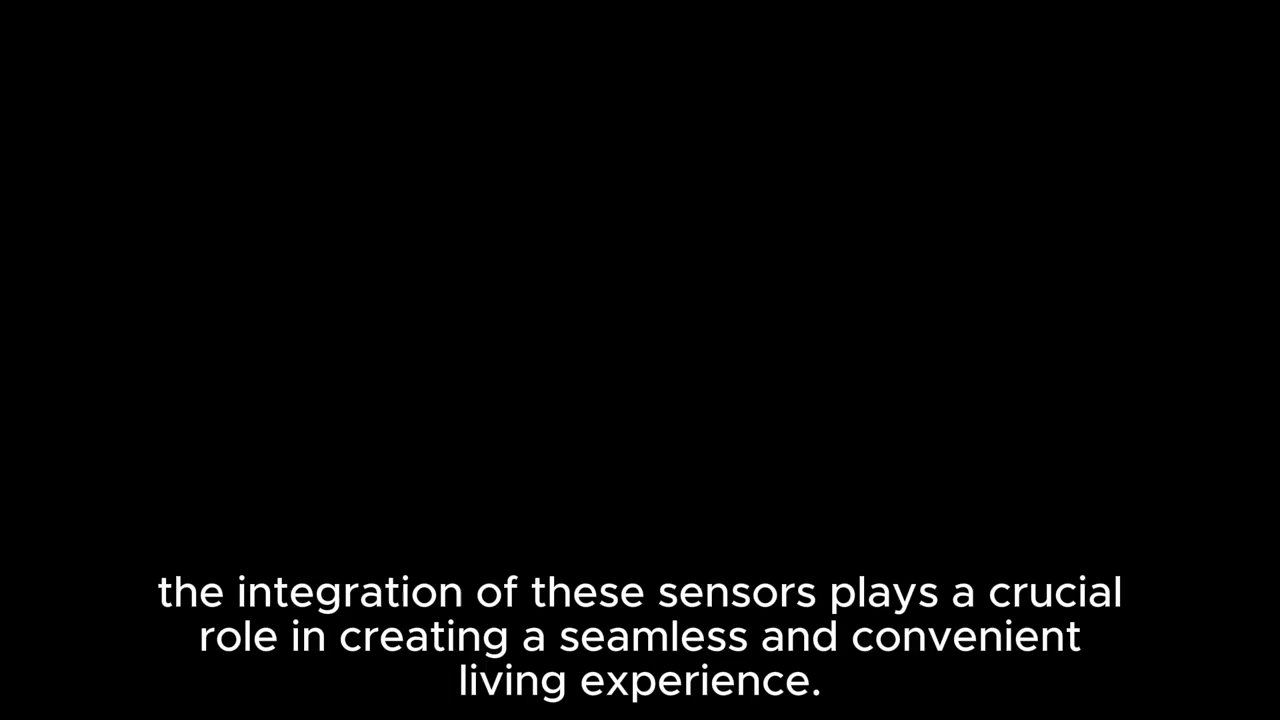 the integration of these sensors plays a crucial
role in creating a seamless and convenient
living experience.